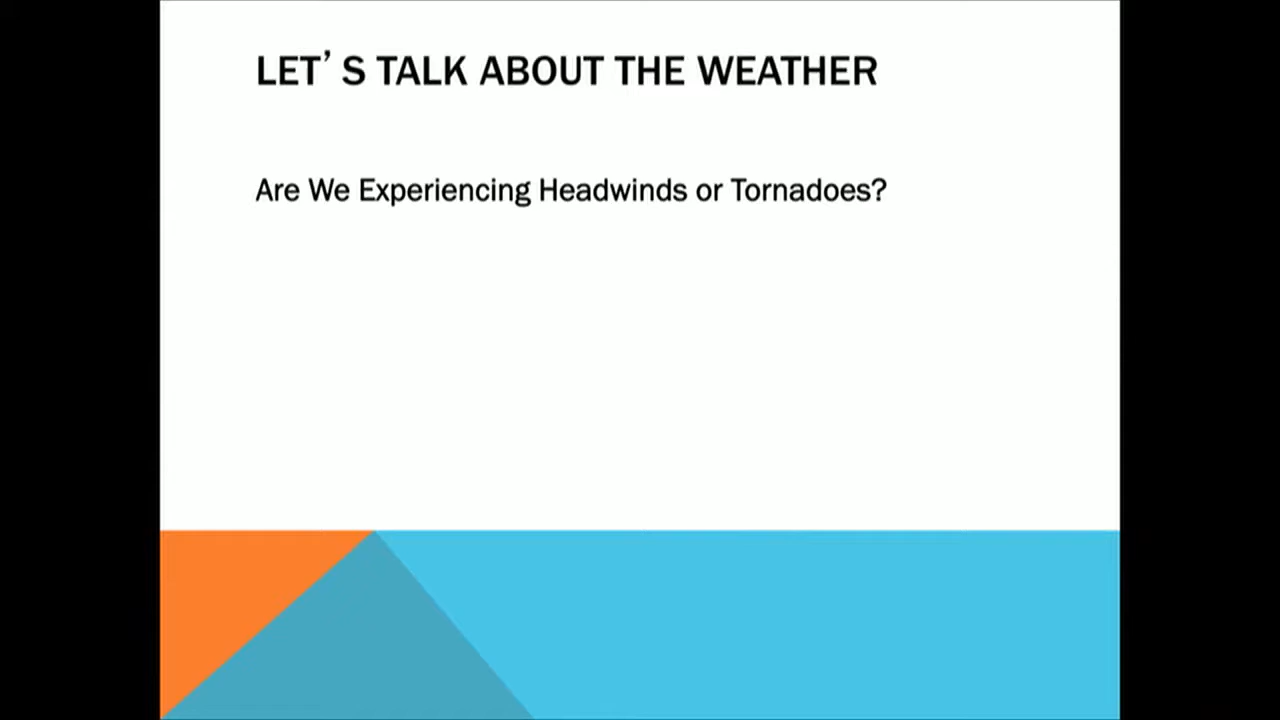 LET’S TALK ABOUT THE WEATHER
Are We Experiencing Headwinds or Tornadoes?